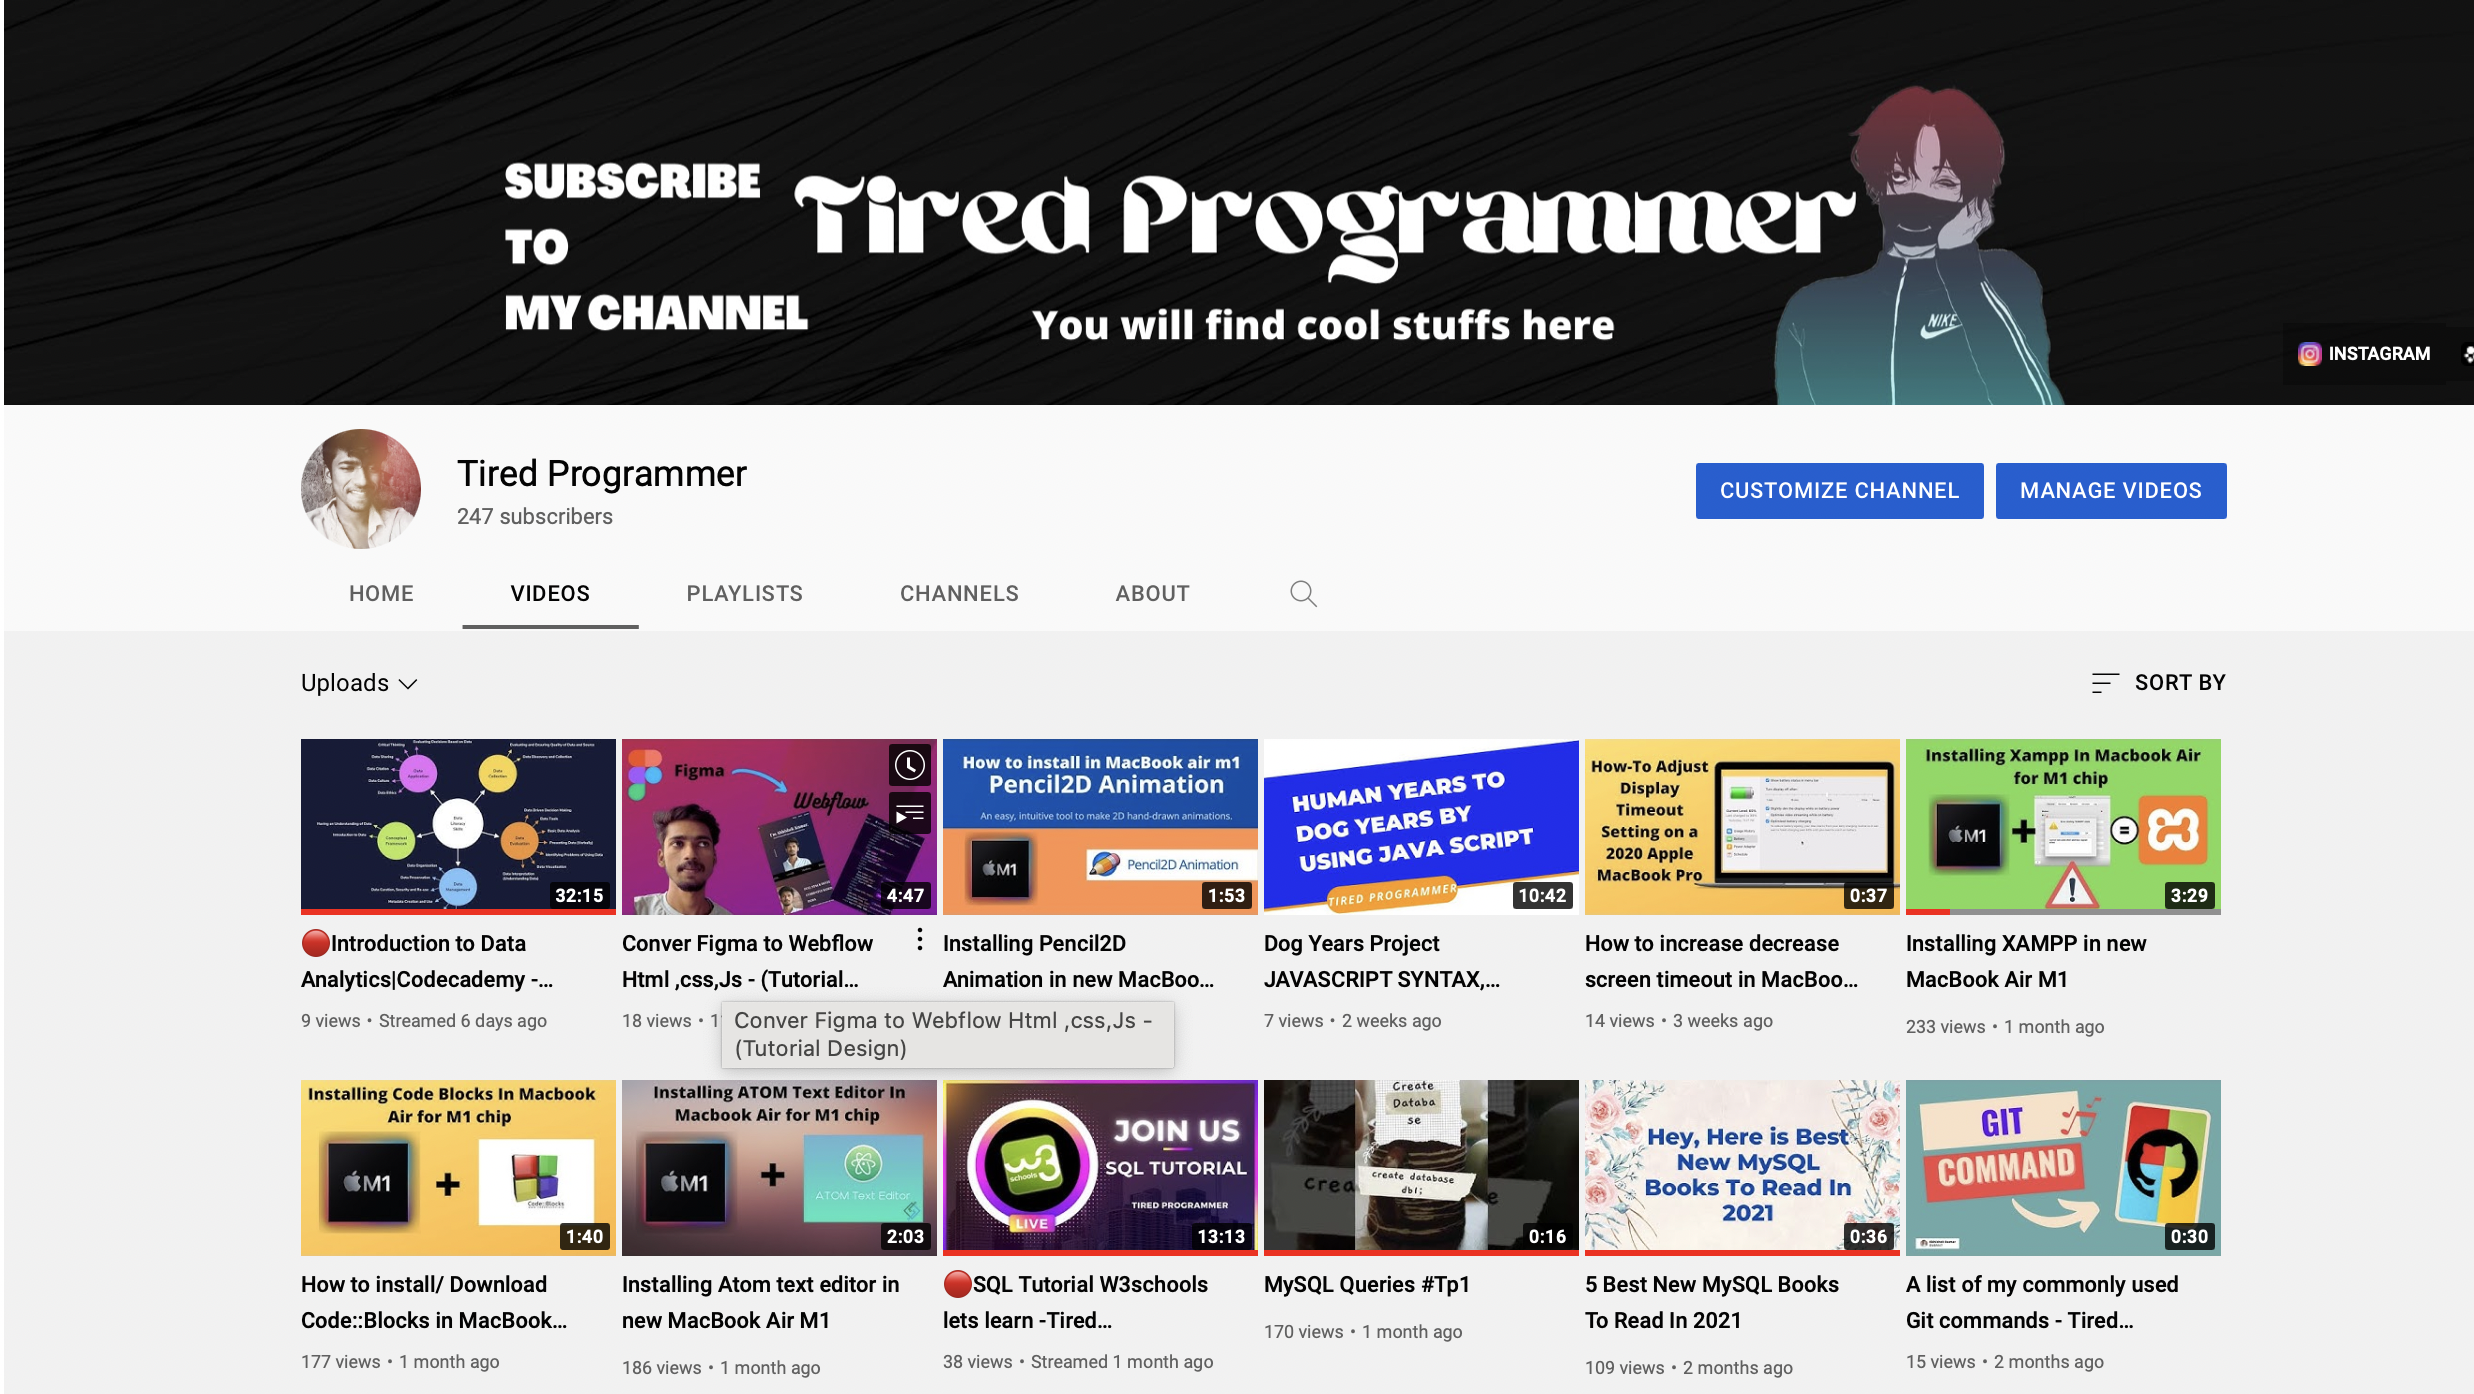 SUBSCRIBE
TO
MY CHANNEL
Tired Programmer
You will find cool stuffs here
NIKE
INSTAGRAM
Tired Programmer
247 subscribers
CUSTOMIZE CHANNEL
MANAGE VIDEOS
HOME
VIDEOS
PLAYLISTS
CHANNELS
ABOUT
Uploads
SORT BY
32:15
Figma
Webflow
4:47
How to install in MacBook air m1
Pencil2D Animation
An easy, intuitive tool to make 2D hand-drawn animations.
M1
Pencil2D Animation
1:53
HUMAN YEARS TO
DOG YEARS BY
USING JAVA SCRIPT
TIRED PROGRAMMER
10:42
How-To Adjust
Display
Timeout
Setting on a
2020 Apple
MacBook Pro
0:37
Installing Xampp In Macbook Air
for M1 chip
M1
+
=
3:29
🔴Introduction to Data
Analytics|Codecademy -...
9 views • Streamed 6 days ago
Conver Figma to Webflow
Html ,css,Js - (Tutorial...
18 views • 1
Conver Figma to Webflow Html ,css,Js -
(Tutorial Design)
Installing Pencil2D
Animation in new MacBoo...
Dog Years Project
JAVASCRIPT SYNTAX,...
7 views • 2 weeks ago
How to increase decrease
screen timeout in MacBoo...
14 views • 3 weeks ago
Installing XAMPP in new
MacBook Air M1
233 views • 1 month ago
Installing Code Blocks In Macbook
Air for M1 chip
M1
+
Code::Blocks
1:40
Installing ATOM Text Editor In
Macbook Air for M1 chip
M1
+
ATOM Text Editor
2:03
w3
schools
LIVE
JOIN US
SQL TUTORIAL
TIRED PROGRAMMER
13:13
Create
Databa
se
create database
db1;
Crea
e
0:16
Hey, Here is Best
New MySQL
Books To Read In
2021
0:36
GIT
COMMAND
0:30
How to install/ Download
Code::Blocks in MacBook...
177 views • 1 month ago
Installing Atom text editor in
new MacBook Air M1
186 views • 1 month ago
🔴SQL Tutorial W3schools
lets learn -Tired...
38 views • Streamed 1 month ago
MySQL Queries #Tp1
170 views • 1 month ago
5 Best New MySQL Books
To Read In 2021
109 views • 2 months ago
A list of my commonly used
Git commands - Tired...
15 views • 2 months ago